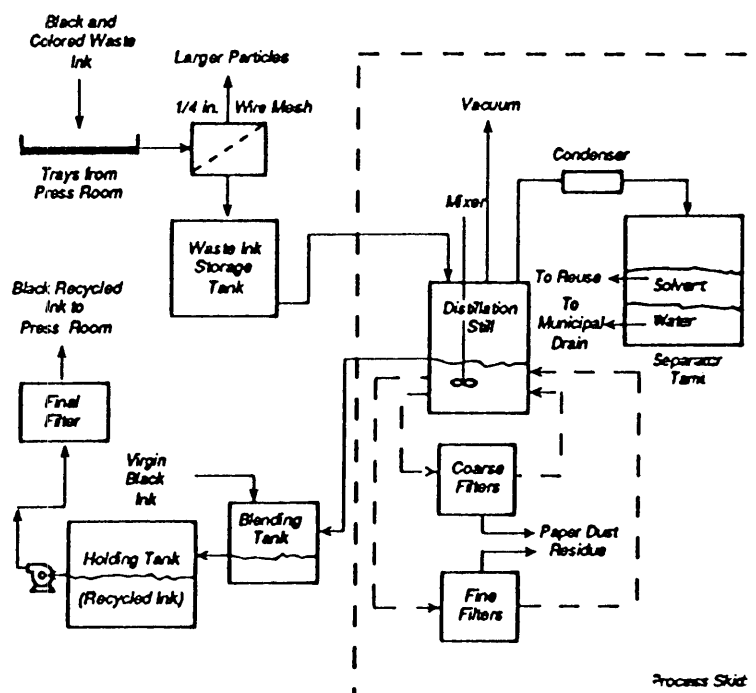 Black and
Colored Waste
Ink
Larger Particles
1/4 in. Wire Mesh
Trays from
Press Room
Waste Ink
Storage
Tank
Vacuum
Condenser
Mixer
Distillation
Still
To Reuse
Solvent
To
Municipal
Drain
Water
Separator
Tank
Black Recycled
Ink to
Press Room
Final
Filter
Virgin
Black
Ink
Blending
Tank
Holding Tank
(Recycled Ink)
Coarse
Filters
Paper Dust
Residue
Fine
Filters
Process Skid